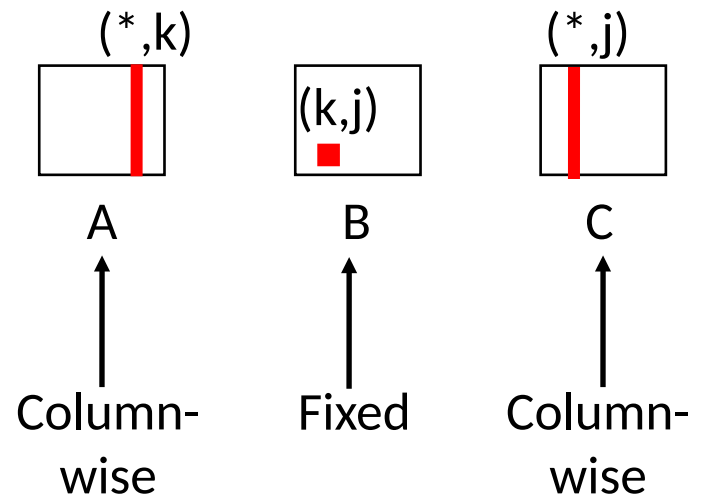 (*,k)
(*,j)
(k,j)
A
B
C
Column-
wise
Fixed
Column-
wise